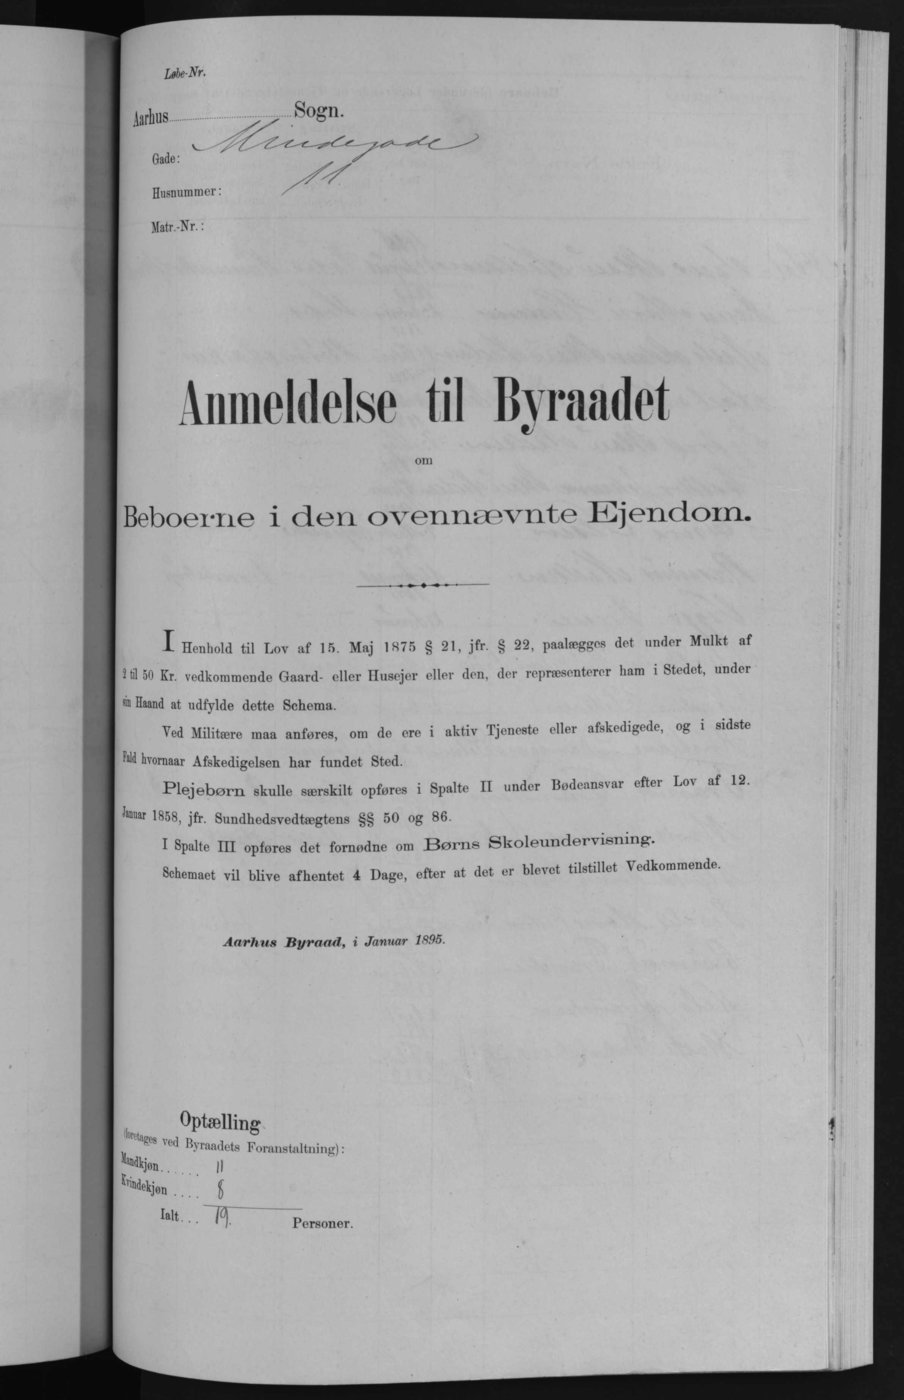 Løbe-Nr.
Aarhus Sogn.
Gade: Mindegade
Husnummer: 11.
Matr.-Nr.:
Anmeldelse til Byraadet
om
Beboerne i den ovennævnte Ejendom.
I Henhold til Lov af 15. Maj 1875 § 21, jfr. § 22, paalægges det under Mulkt af
2 til 50 Kr. vedkommende Gaard- eller Husejer eller den, der repræsenterer ham i Stedet, under
sin Haand at udfylde dette Schema.
Ved Militære maa anføres, om de ere i aktiv Tjeneste eller afskedigede, og i sidste
Fald hvornaar Afskedigelsen har fundet Sted.
Plejebørn skulle særskilt opføres i Spalte II under Bødeansvar efter Lov af 12.
Januar 1858, jfr. Sundhedsvedtægtens §§ 50 og 86.
I Spalte III opføres det fornødne om Børns Skoleundervisning.
Schemaet vil blive afhentet 4 Dage, efter at det er blevet tilstillet Vedkommende.
Aarhus Byraad, i Januar 1895.
Optælling
(foretages ved Byraadets Foranstaltning):
Mandkjøn...... 11
Kvindekjøn .... 8
Ialt... 19. Personer.